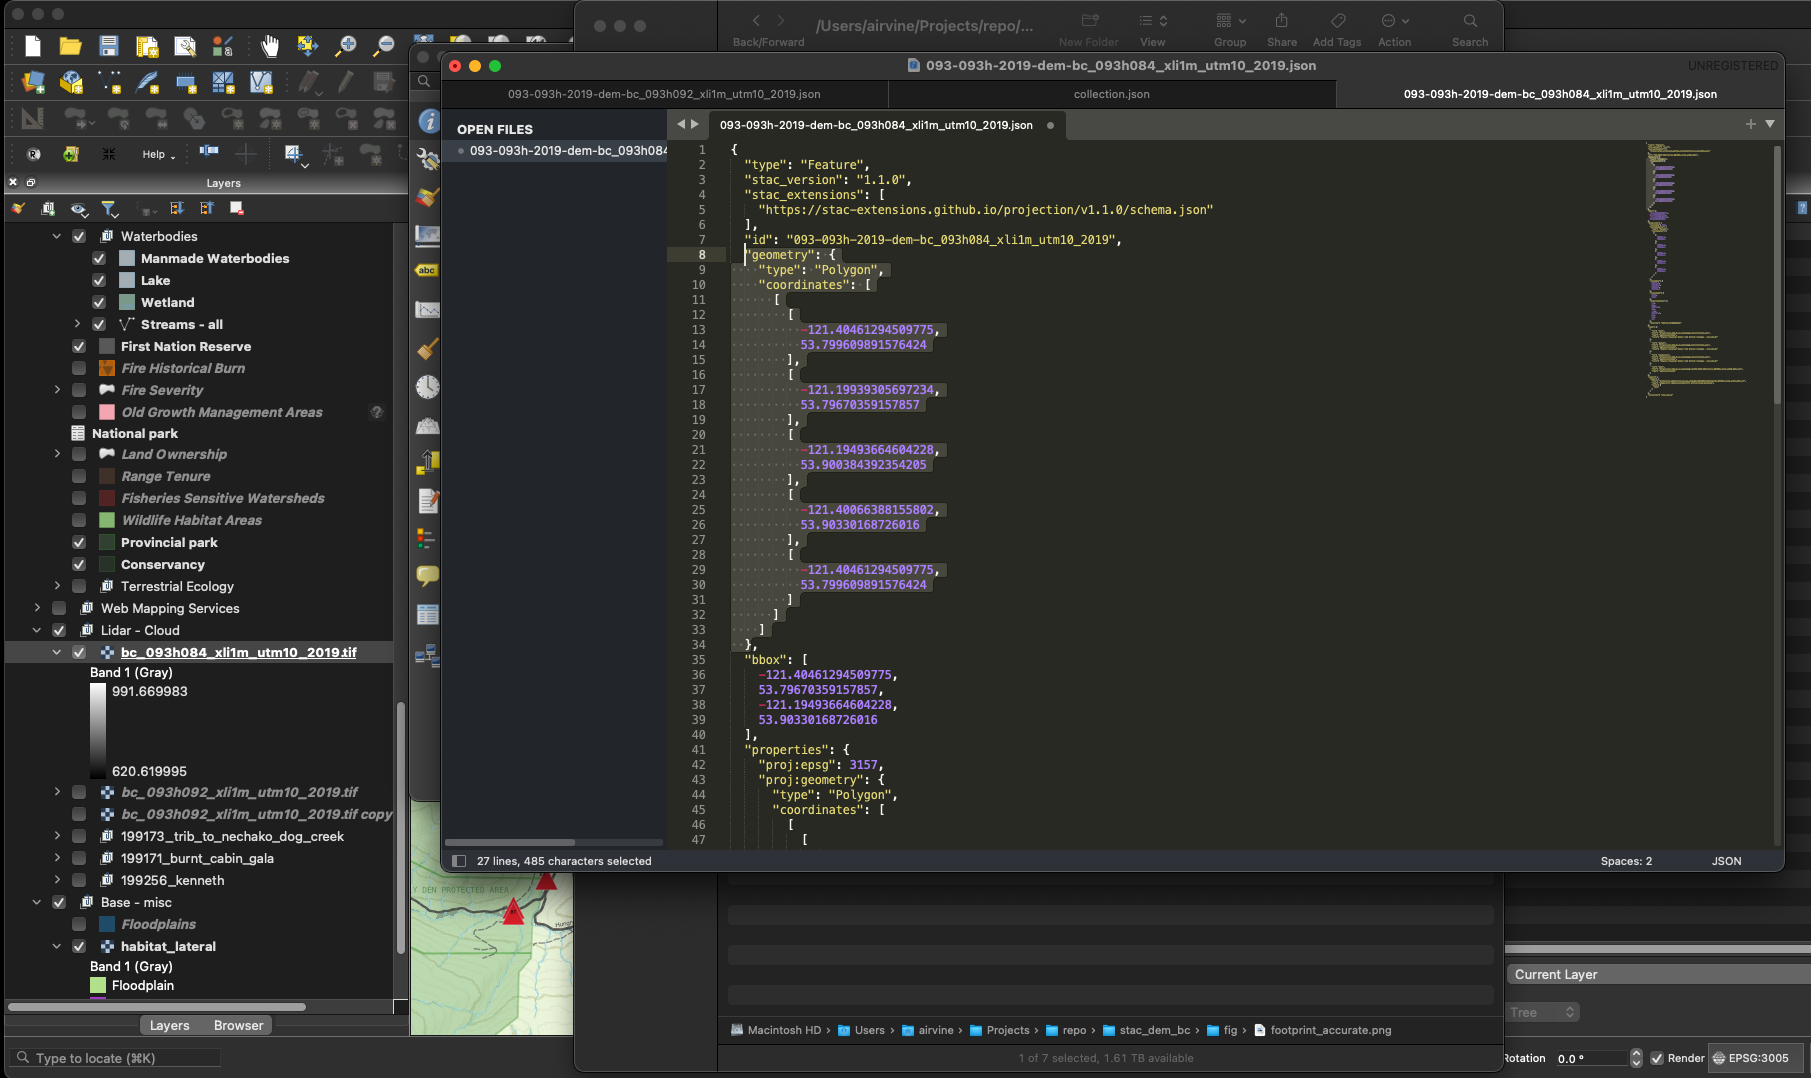 /Users/airvine/Projects/repo/...
Back/Forward
New Folder
View
Group
Share
Add Tags
Action
Search
093-093h-2019-dem-bc_093h084_xli1m_utm10_2019.json
UNREGISTERED
093-093h-2019-dem-bc_093h092_xli1m_utm10_2019.json
collection.json
093-093h-2019-dem-bc_093h084_xli1m_utm10_2019.json
OPEN FILES
093-093h-2019-dem-bc_093h084
093-093h-2019-dem-bc_093h084_xli1m_utm10_2019.json
1 {
2 "type": "Feature",
3 "stac_version": "1.1.0",
4 "stac_extensions": [
5 "https://stac-extensions.github.io/projection/v1.1.0/schema.json"
6 ],
7 "id": "093-093h-2019-dem-bc_093h084_xli1m_utm10_2019",
8 "geometry": {
9 "type": "Polygon",
10 "coordinates": [
11 [
12 [
13 -121.40461294509775,
14 53.799609891576424
15 ],
16 [
17 -121.19939305697234,
18 53.79670359157857
19 ],
20 [
21 -121.19493664604228,
22 53.900384392354205
23 ],
24 [
25 -121.40066388155802,
26 53.90330168726016
27 ],
28 [
29 -121.40461294509775,
30 53.799609891576424
31 ]
32 ]
33 ]
34 },
35 "bbox": [
36 -121.40461294509775,
37 53.79670359157857,
38 -121.19493664604228,
39 53.90330168726016
40 ],
41 "properties": {
42 "proj:epsg": 3157,
43 "proj:geometry": {
44 "type": "Polygon",
45 "coordinates": [
46 [
47 [
27 lines, 485 characters selected
Spaces: 2
JSON
Help
abc
Layers
Waterbodies
Manmade Waterbodies
Lake
Wetland
Streams - all
First Nation Reserve
Fire Historical Burn
Fire Severity
Old Growth Management Areas
National park
Land Ownership
Range Tenure
Fisheries Sensitive Watersheds
Wildlife Habitat Areas
Provincial park
Conservancy
Terrestrial Ecology
Web Mapping Services
Lidar - Cloud
bc_093h084_xli1m_utm10_2019.tif
Band 1 (Gray)
991.669983
620.619995
bc_093h092_xli1m_utm10_2019.tif
bc_093h092_xli1m_utm10_2019.tif copy
199173_trib_to_nechako_dog_creek
199171_burnt_cabin_gala
199256_kenneth
Base - misc
Floodplains
habitat_lateral
Band 1 (Gray)
Floodplain
Layers
Browser
Type to locate (⌘K)
Y DEN PROTECTED AREA
Macintosh HD › Users › airvine › Projects › repo › stac_dem_bc › fig › footprint_accurate.png
1 of 7 selected, 1.61 TB available
Current Layer
Tree
Rotation
0.0 °
Render
EPSG:3005